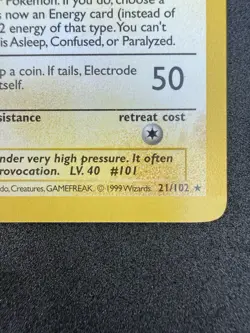 Pokémon. If you do, choose a
now an Energy card (instead of
2 energy of that type. You can't
is Asleep, Confused, or Paralyzed.
a coin. If tails, Electrode 50
tself.
sistance retreat cost
nder very high pressure. It often
rovocation. LV. 40 #101
do, Creatures, GAMEFREAK. © 1999 Wizards. 21/102 ★